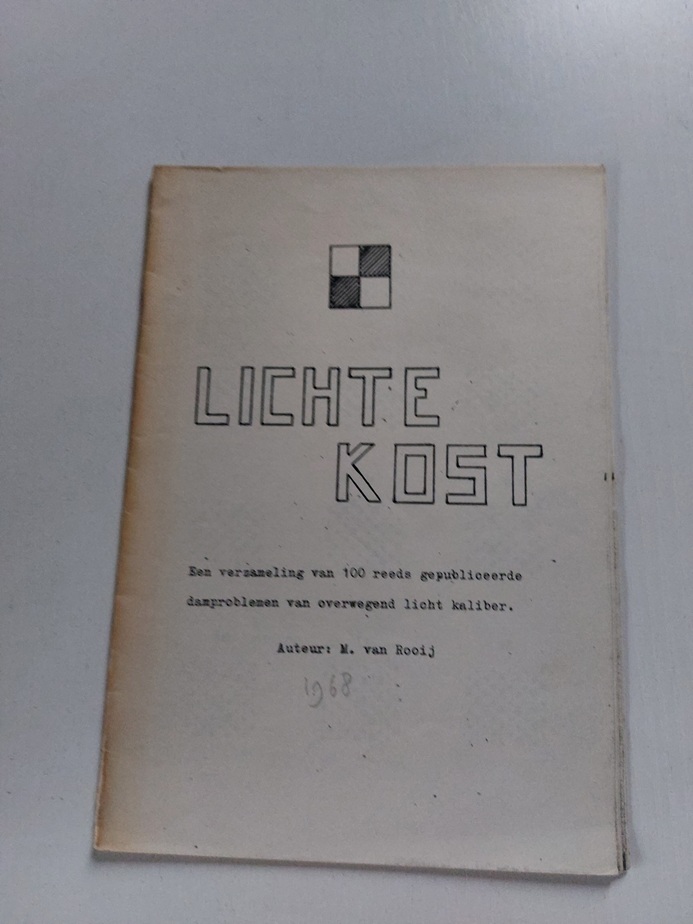 LICHTE
KOST
Een verzameling van 100 reeds gepubliceerde
damproblemen van overwegend licht kaliber.
Auteur: M. van Rooij
1968